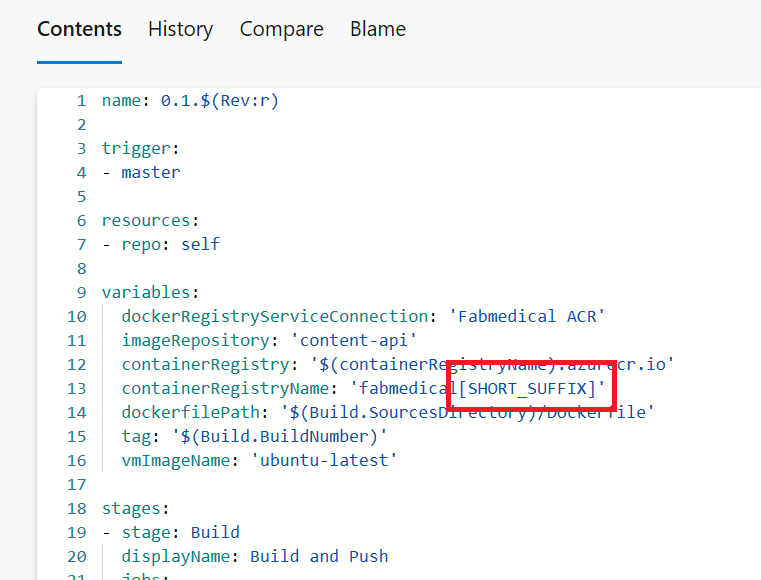 Contents History Compare Blame
1 name: 0.1.$(Rev:r)
2
3 trigger:
4 - master
5
6 resources:
7 - repo: self
8
9 variables:
10 dockerRegistryServiceConnection: 'Fabmedical ACR'
11 imageRepository: 'content-api'
12 containerRegistry: '$(containerRegistryName).azurecr.io'
13 containerRegistryName: 'fabmedical[SHORT_SUFFIX]'
14 dockerfilePath: '$(Build.SourcesDirectory)/Dockerfile'
15 tag: '$(Build.BuildNumber)'
16 vmImageName: 'ubuntu-latest'
17
18 stages:
19 - stage: Build
20 displayName: Build and Push
21 jobs: